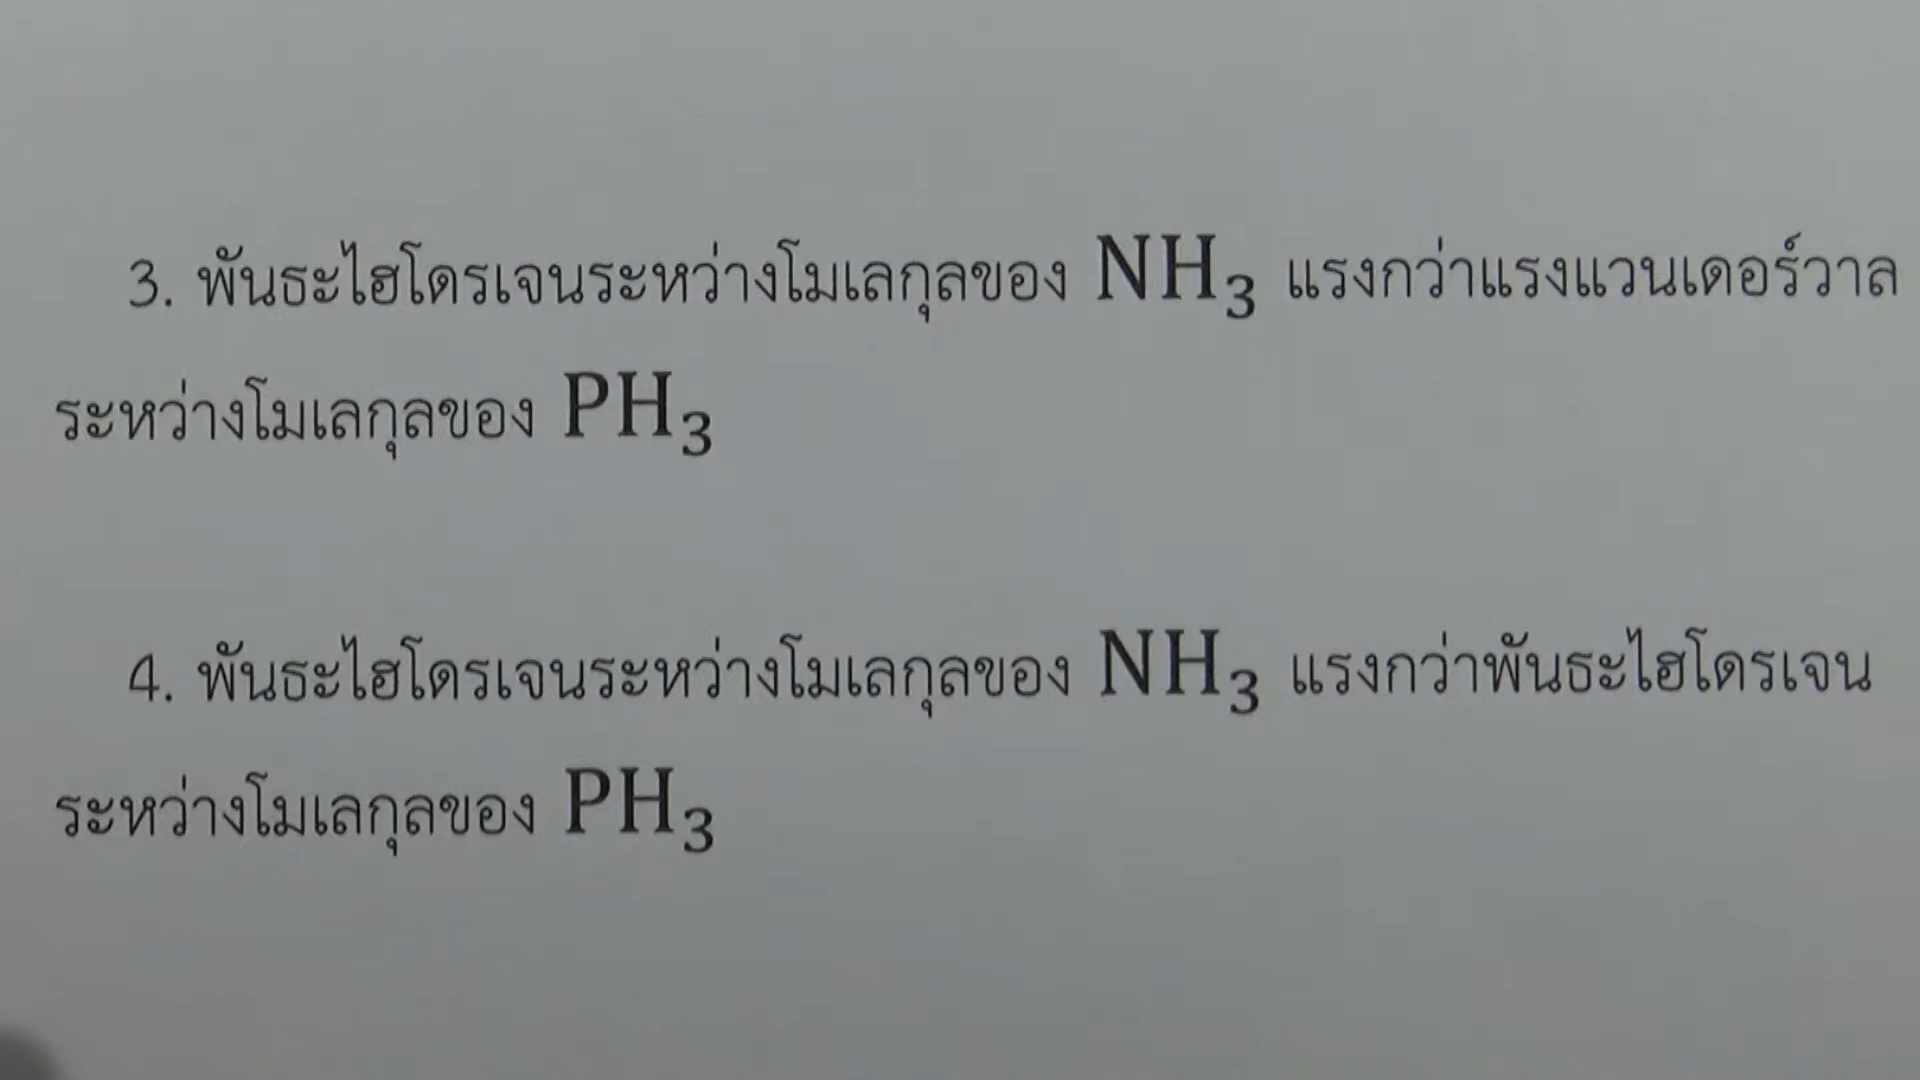 3. พันธะไฮโดรเจนระหว่างโมเลกุลของ NH₃ แรงกว่าแรงแวนเดอร์วาล
ระหว่างโมเลกุลของ PH₃
4. พันธะไฮโดรเจนระหว่างโมเลกุลของ NH₃ แรงกว่าพันธะไฮโดรเจน
ระหว่างโมเลกุลของ PH₃